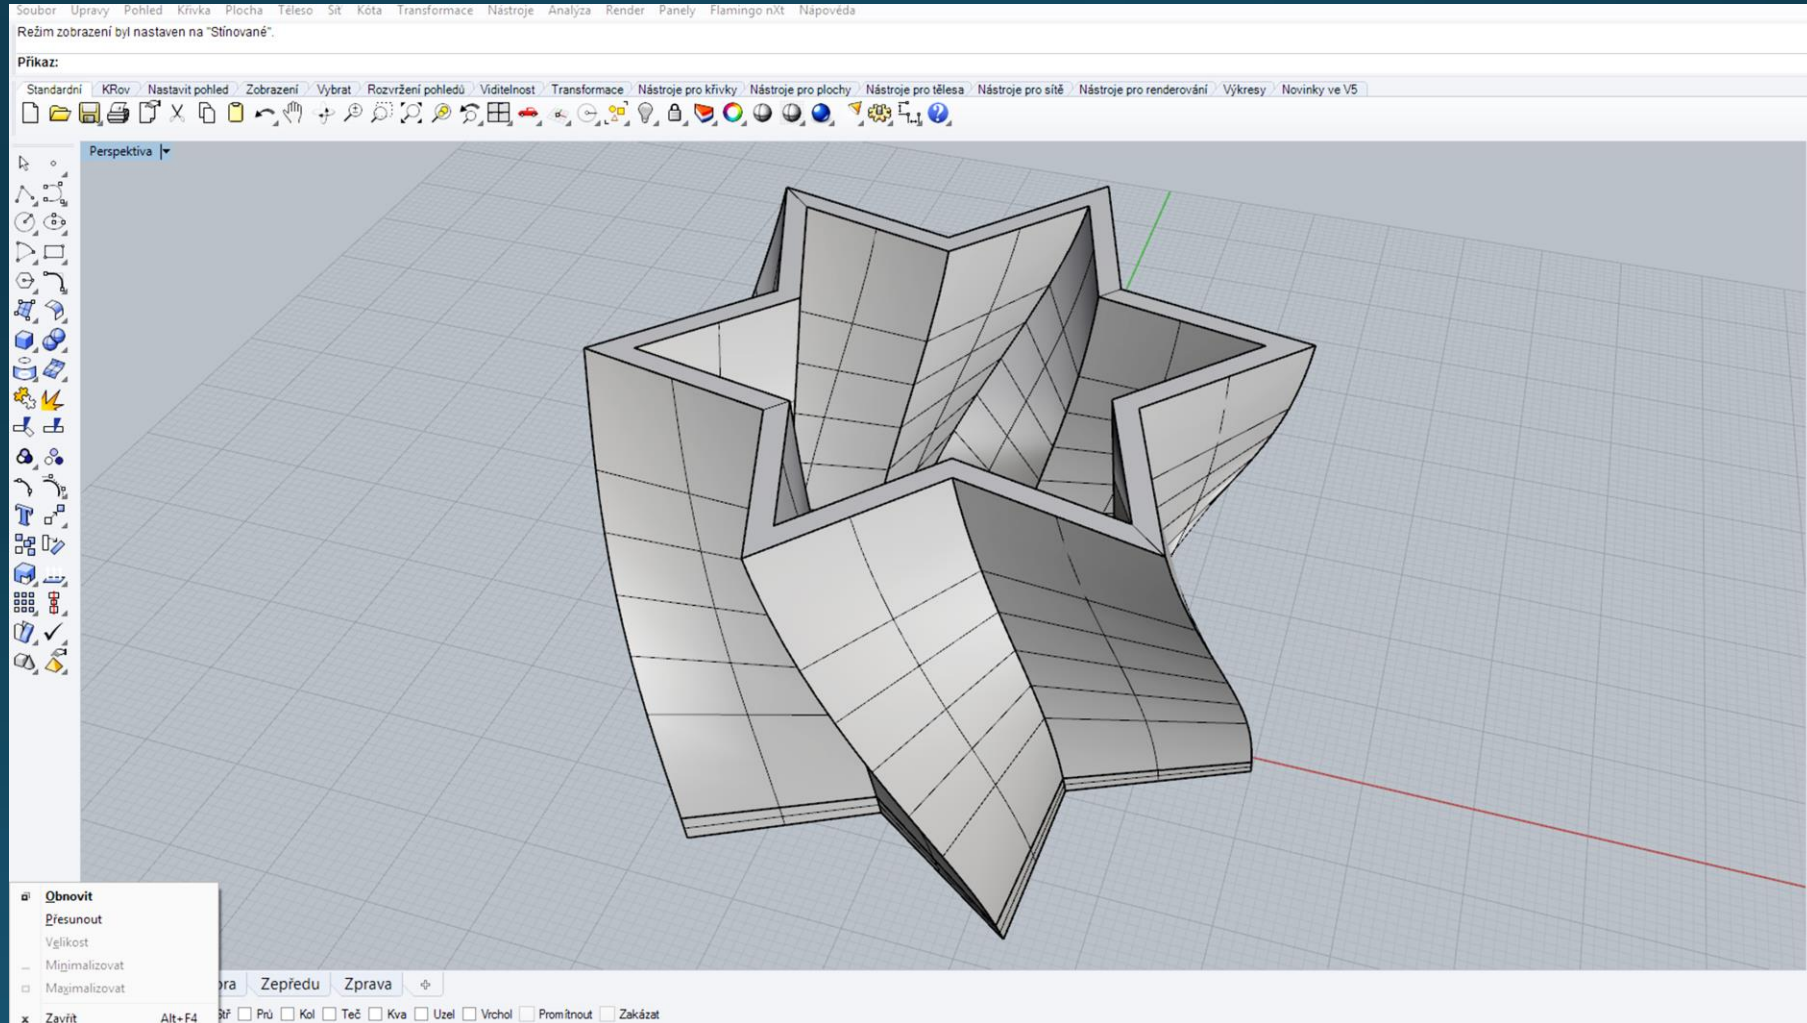 Soubor Úpravy Pohled Křivka Plocha Těleso Síť Kóta Transformace Nástroje Analýza Render Panely Flamingo nXt Nápověda
Režim zobrazení byl nastaven na "Stínované".
Příkaz:
Standardní KRov Nastavit pohled Zobrazení Vybrat Rozvržení pohledů Viditelnost Transformace Nástroje pro křivky Nástroje pro plochy Nástroje pro tělesa Nástroje pro sítě Nástroje pro renderování Výkresy Novinky ve V5
Perspektiva
Obnovit
Přesunout
Velikost
Minimalizovat
Maximalizovat
Zavřít Alt+F4
Zepředu Zprava
Prů Kol Teč Kva Uzel Vrchol Promítnout Zakázat